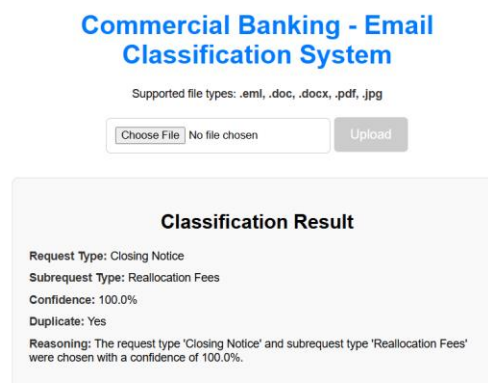 Commercial Banking - Email
Classification System
Supported file types: .eml, .doc, .docx, .pdf, .jpg
Choose File No file chosen Upload
Classification Result
Request Type: Closing Notice
Subrequest Type: Reallocation Fees
Confidence: 100.0%
Duplicate: Yes
Reasoning: The request type 'Closing Notice' and subrequest type 'Reallocation Fees'
were chosen with a confidence of 100.0%.